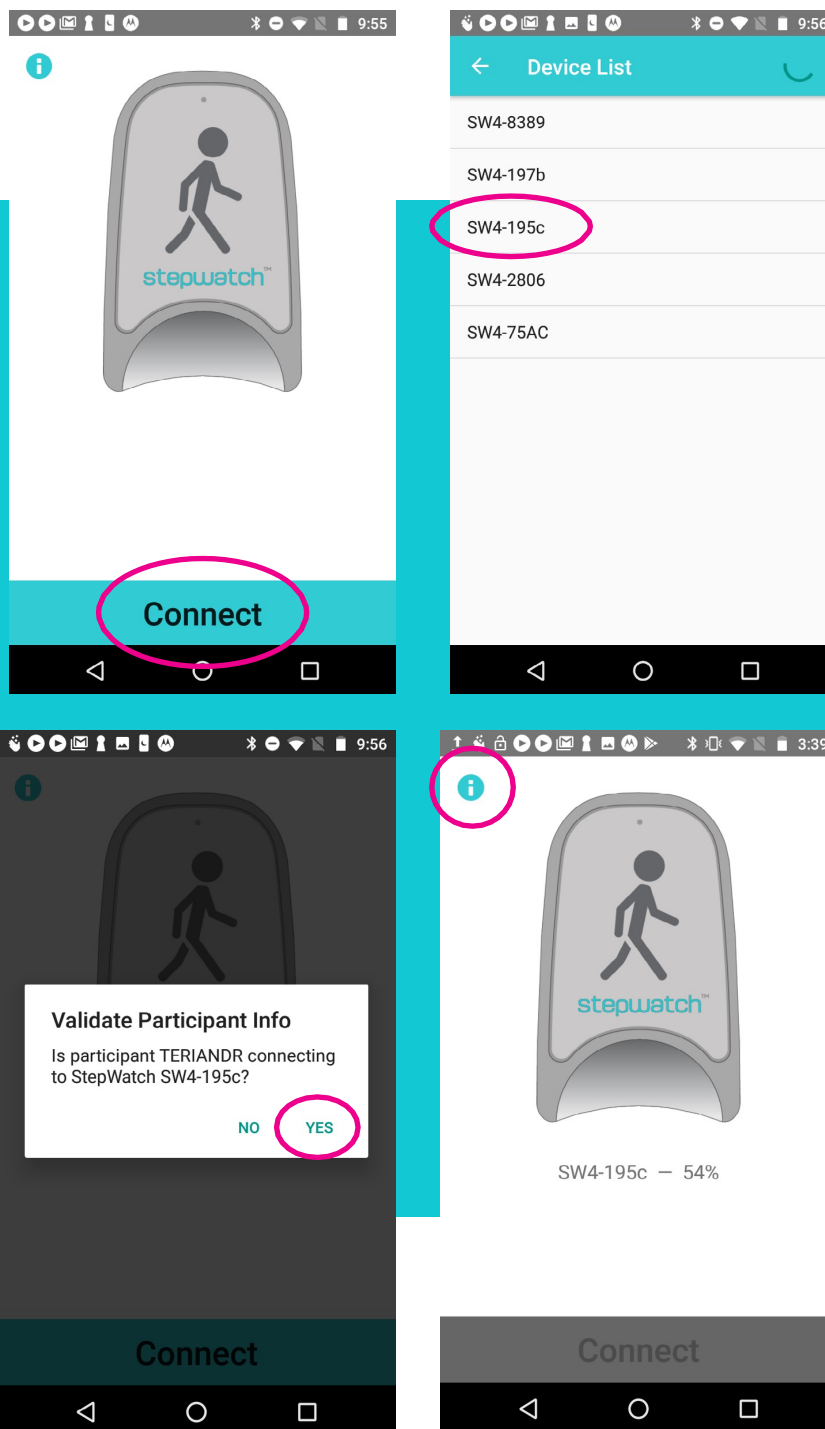 9:55
stepwatch™
Connect
9:56
Device List
SW4-8389
SW4-197b
SW4-195c
SW4-2806
SW4-75AC
9:56
Validate Participant Info
Is participant TERIANDR connecting
to StepWatch SW4-195c?
NO YES
Connect
3:39
stepwatch™
SW4-195c — 54%
Connect